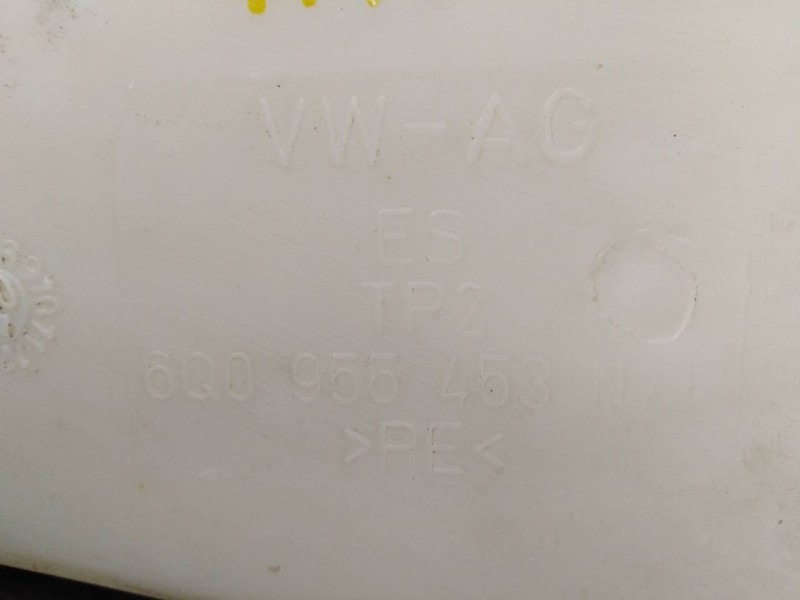 VW-AG
ES
TP2
6Q0 955 453 N
>PE<